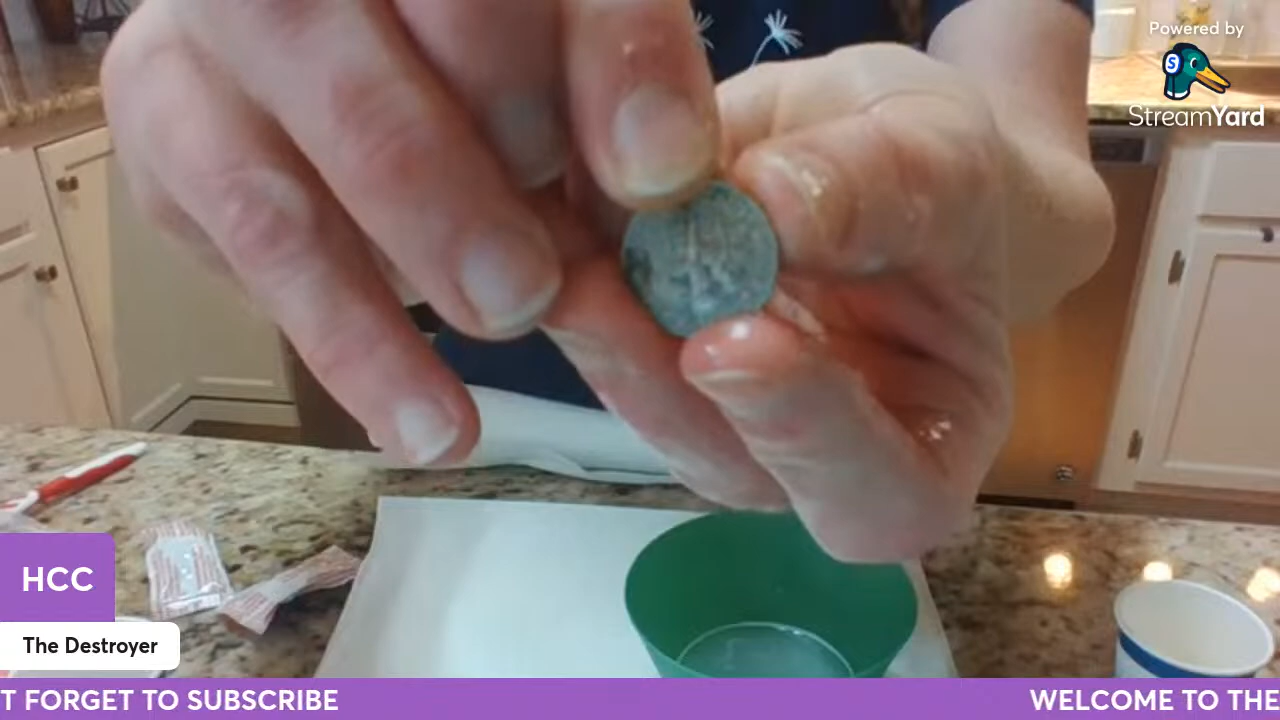 Powered by
S
StreamYard
HCC
The Destroyer
T FORGET TO SUBSCRIBE
WELCOME TO THE